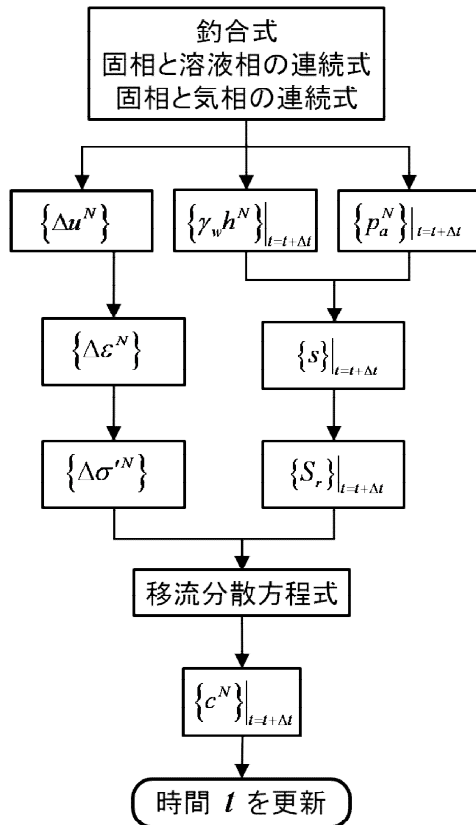 釣合式
固相と溶液相の連続式
固相と気相の連続式
{Δu^N}
{γ_w h^N}|_{t=t+Δt}
{p_a^N}|_{t=t+Δt}
{Δε^N}
{s}|_{t=t+Δt}
{Δσ'^N}
{S_r}|_{t=t+Δt}
移流分散方程式
{c^N}|_{t=t+Δt}
時間 t を更新